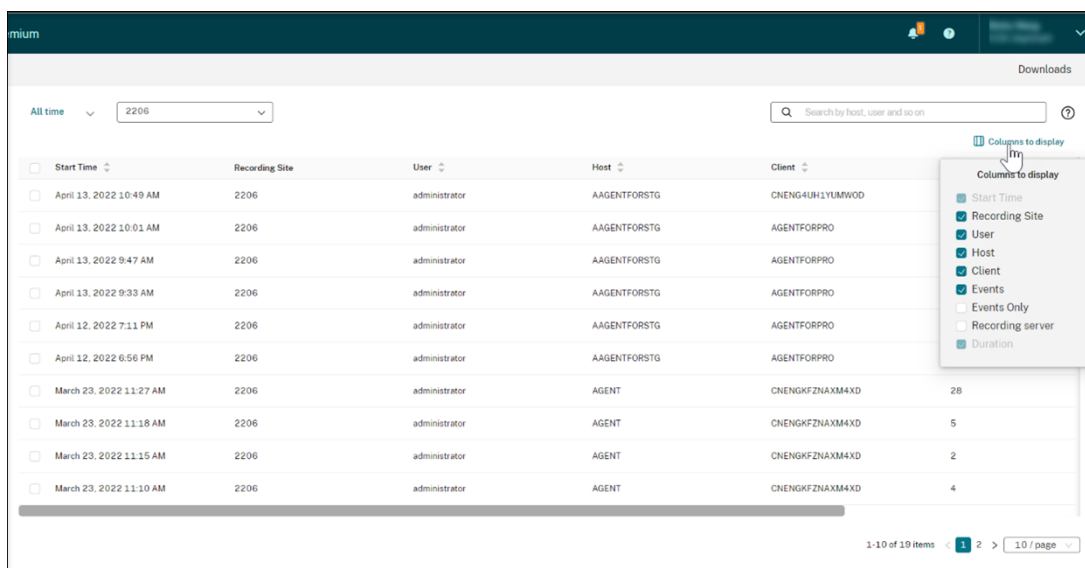 mium
1
Downloads
All time 2206 Search by host, user and so on
Columns to display
Start Time Recording Site User Host Client
April 13, 2022 10:49 AM 2206 administrator AAGENTFORSTG CNENG4UH1YUMWOD
April 13, 2022 10:01 AM 2206 administrator AAGENTFORSTG AGENTFORPRO
April 13, 2022 9:47 AM 2206 administrator AAGENTFORSTG AGENTFORPRO
April 13, 2022 9:33 AM 2206 administrator AAGENTFORSTG AGENTFORPRO
April 12, 2022 7:11 PM 2206 administrator AAGENTFORSTG AGENTFORPRO
April 12, 2022 6:56 PM 2206 administrator AAGENTFORSTG AGENTFORPRO
March 23, 2022 11:27 AM 2206 administrator AGENT CNENGKFZNAXM4XD 28
March 23, 2022 11:18 AM 2206 administrator AGENT CNENGKFZNAXM4XD 5
March 23, 2022 11:15 AM 2206 administrator AGENT CNENGKFZNAXM4XD 2
March 23, 2022 11:10 AM 2206 administrator AGENT CNENGKFZNAXM4XD 4
Columns to display
Start Time
Recording Site
User
Host
Client
Events
Events Only
Recording server
Duration
1-10 of 19 items < 1 2 > 10 / page